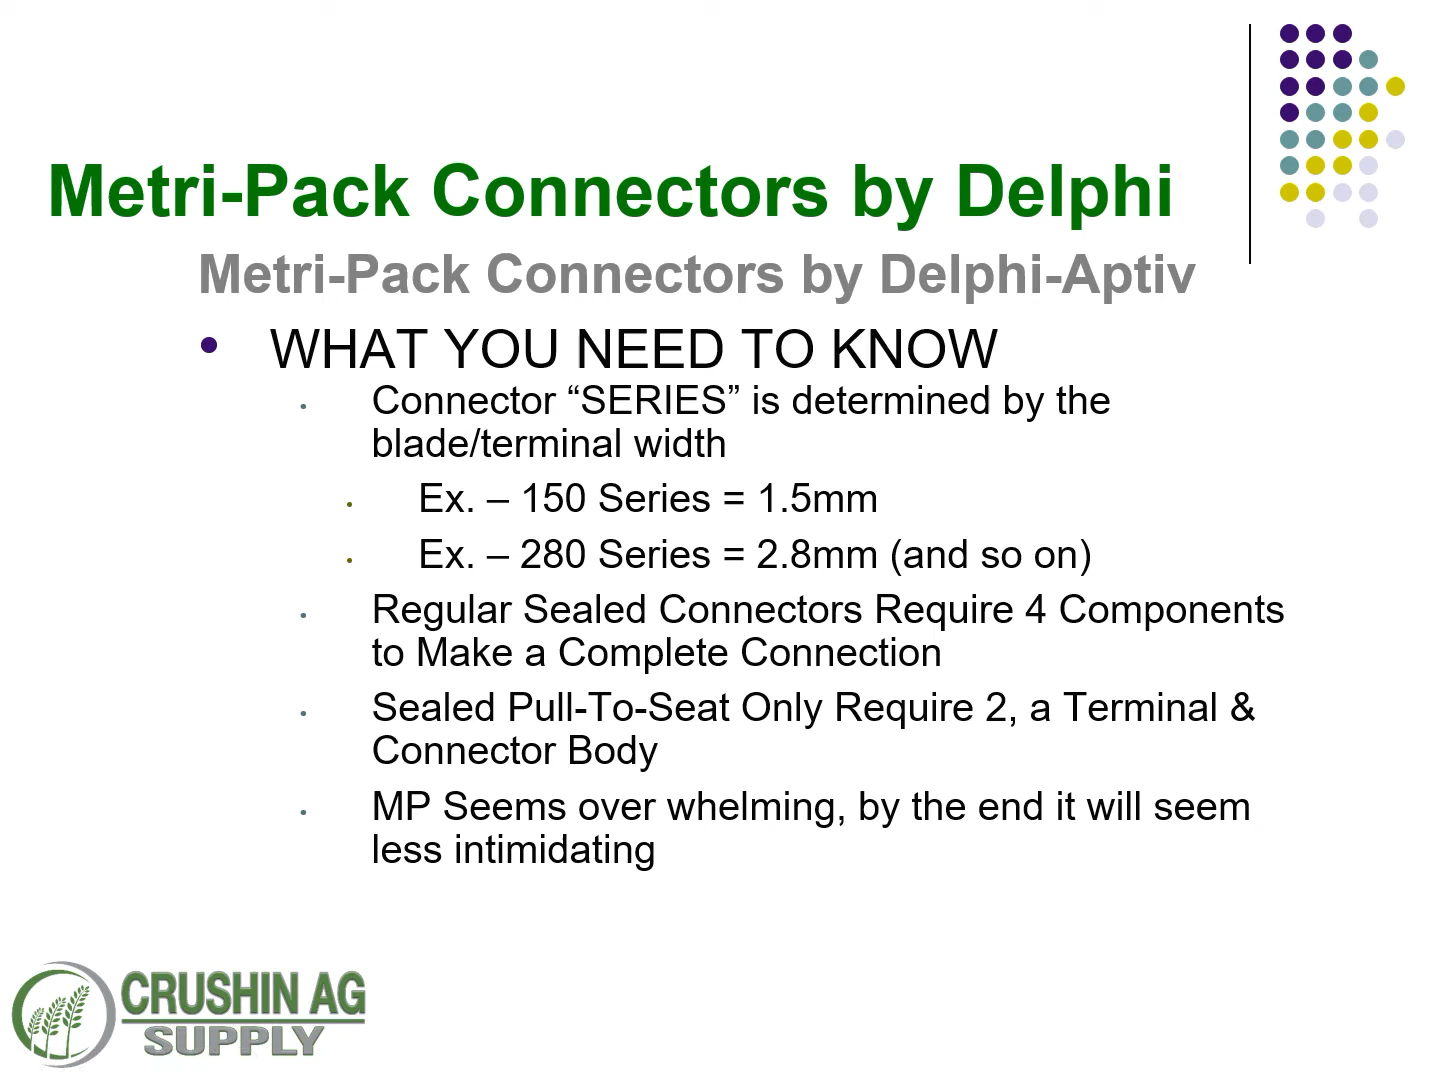 Metri-Pack Connectors by Delphi
Metri-Pack Connectors by Delphi-Aptiv
• WHAT YOU NEED TO KNOW
• Connector “SERIES” is determined by the
blade/terminal width
• Ex. – 150 Series = 1.5mm
• Ex. – 280 Series = 2.8mm (and so on)
• Regular Sealed Connectors Require 4 Components
to Make a Complete Connection
• Sealed Pull-To-Seat Only Require 2, a Terminal &
Connector Body
• MP Seems over whelming, by the end it will seem
less intimidating
CRUSHIN AG
SUPPLY